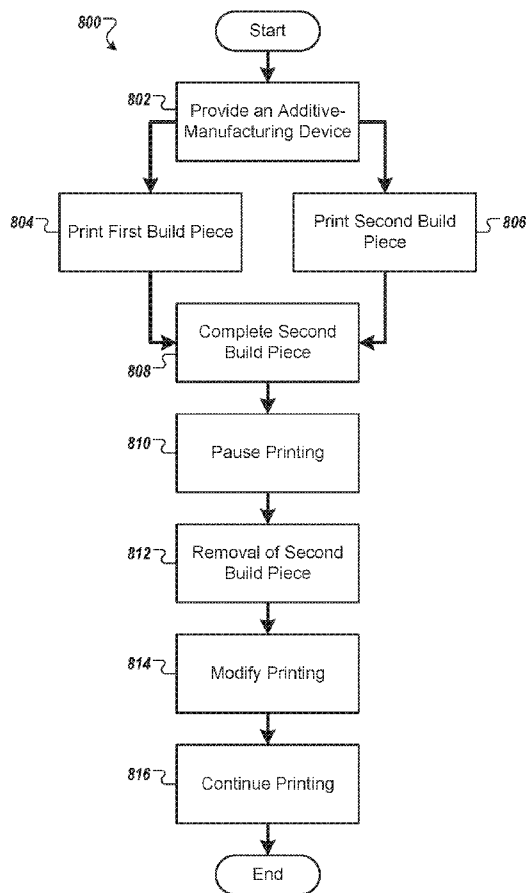 800
Start
802
Provide an Additive-
Manufacturing Device
804
Print First Build Piece
Print Second Build
Piece
806
Complete Second
Build Piece
808
810
Pause Printing
812
Removal of Second
Build Piece
814
Modify Printing
816
Continue Printing
End